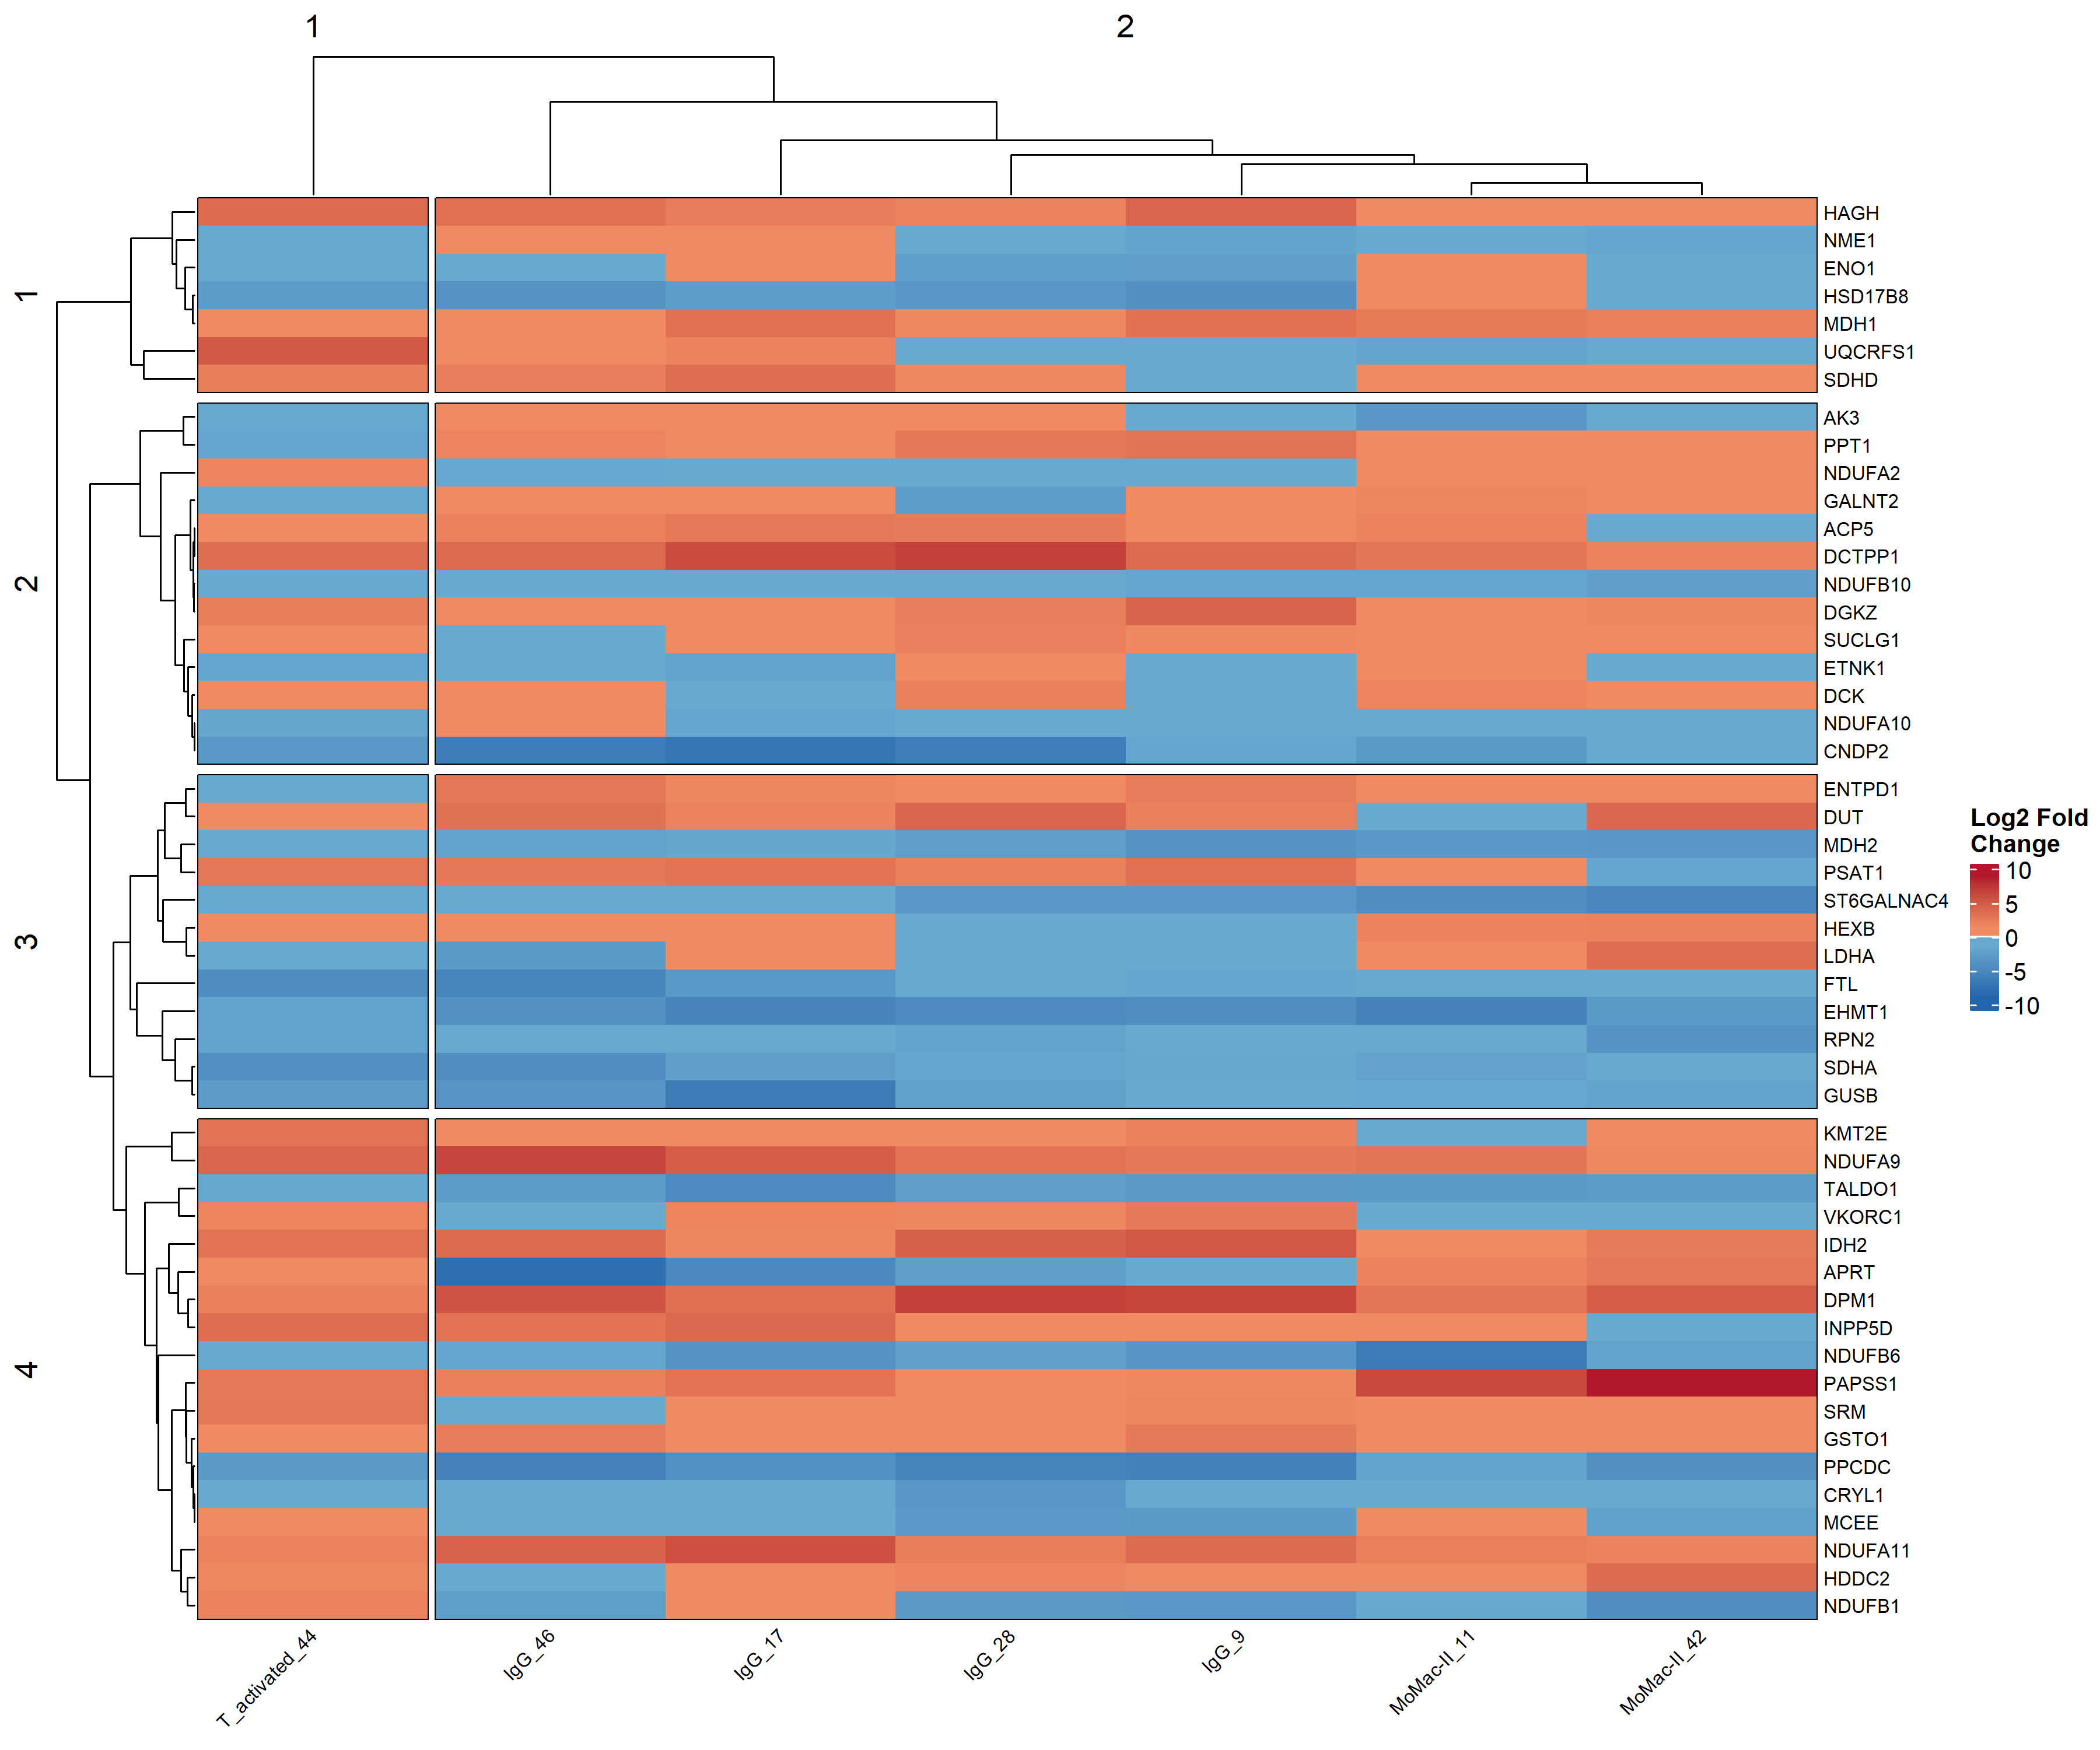 1
2
1
HAGH
NME1
ENO1
HSD17B8
MDH1
UQCRFS1
SDHD
2
AK3
PPT1
NDUFA2
GALNT2
ACP5
DCTPP1
NDUFB10
DGKZ
SUCLG1
ETNK1
DCK
NDUFA10
CNDP2
3
ENTPD1
DUT
MDH2
PSAT1
ST6GALNAC4
HEXB
LDHA
FTL
EHMT1
RPN2
SDHA
GUSB
4
KMT2E
NDUFA9
TALDO1
VKORC1
IDH2
APRT
DPM1
INPP5D
NDUFB6
PAPSS1
SRM
GSTO1
PPCDC
CRYL1
MCEE
NDUFA11
HDDC2
NDUFB1
Log2 Fold
Change
10
5
0
-5
-10
T_activated_44
IgG_46
IgG_17
IgG_28
IgG_9
MoMac-II_11
MoMac-II_42